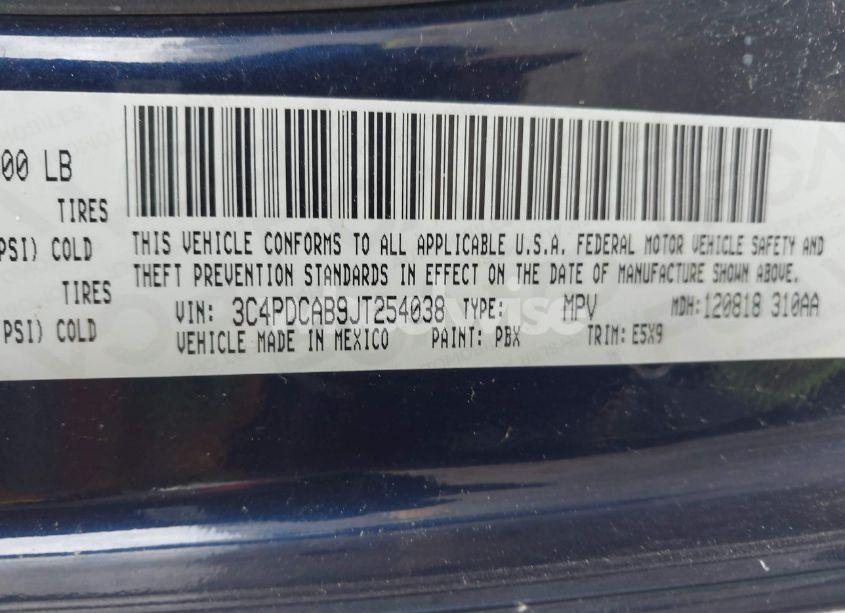 00 LB
TIRES
PSI) COLD
TIRES
PSI) COLD
THIS VEHICLE CONFORMS TO ALL APPLICABLE U.S.A. FEDERAL MOTOR VEHICLE SAFETY AND
THEFT PREVENTION STANDARDS IN EFFECT ON THE DATE OF MANUFACTURE SHOWN ABOVE.
VIN: 3C4PDCAB9JT254038 TYPE: MPV MDH: 120818 310AA
VEHICLE MADE IN MEXICO PAINT: PBX TRIM: E5X9